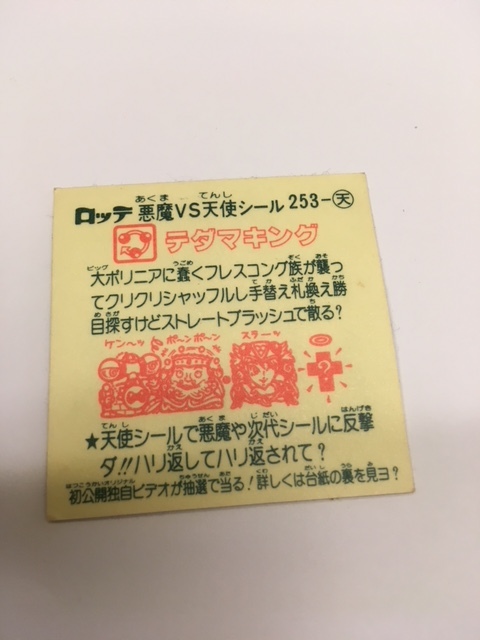 ロッテ 悪魔VS天使シール 253-天
テダマキング
大ポリニアに蠢くフレスコング族が襲っ
てクリクリシャッフルし手替え札換え勝
目探すけどストレートブラッシュで散る?
ケン〜ッ ボ〜ンボ〜ン スタ〜ッ
?
★天使シールで悪魔や次代シールに反撃
ダ!!ハリ返してハリ返されて?
初公開独自ビデオが抽選で当る!詳しくは台紙の裏を見ヨ?